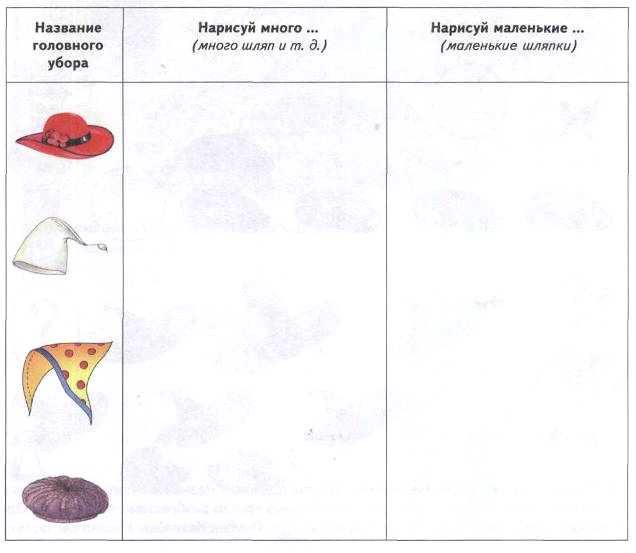 Название
головного
убора
Нарисуй много ...
(много шляп и т. д.)
Нарисуй маленькие ...
(маленькие шляпки)